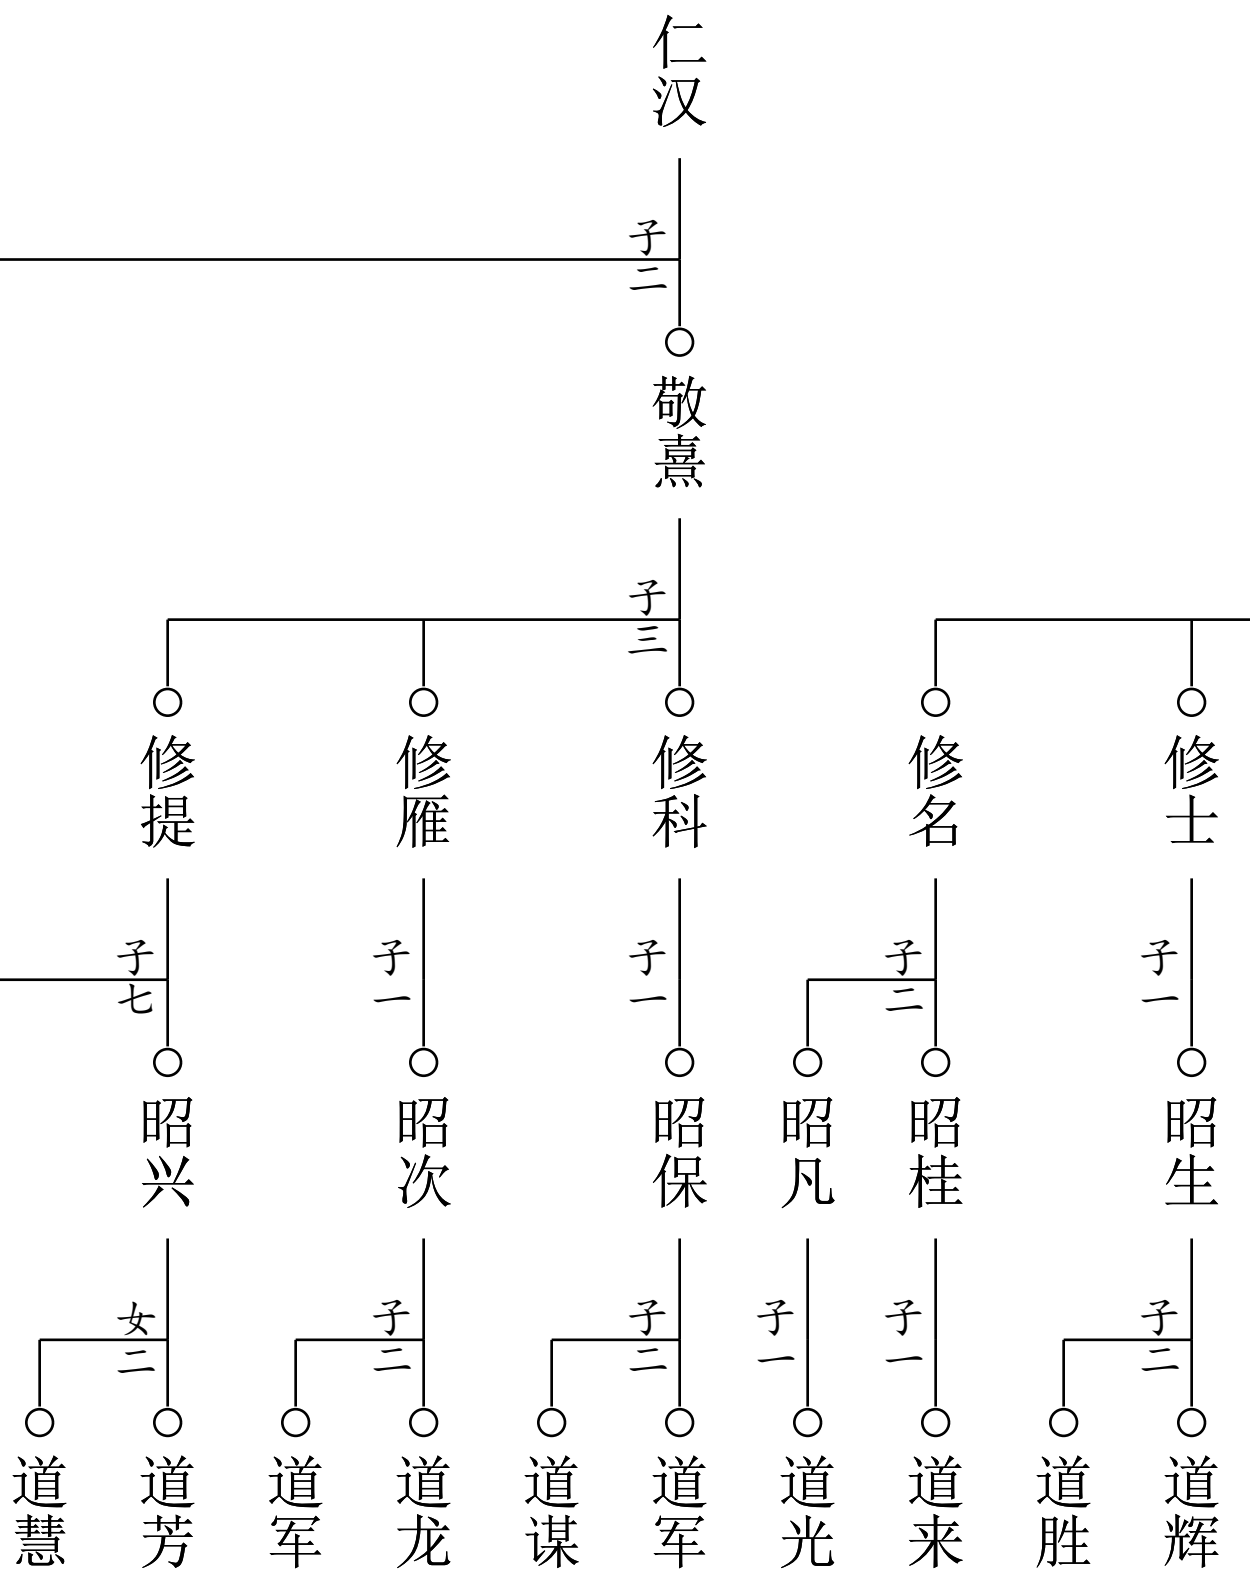 仁汉
子二
敬熹
子三
修提
修雁
修科
修名
修士
子七
子一
子一
子二
子一
昭兴
昭次
昭保
昭凡
昭桂
昭生
女二
子二
子二
子一
子一
子二
道慧
道芳
道军
道龙
道谋
道军
道光
道来
道胜
道辉